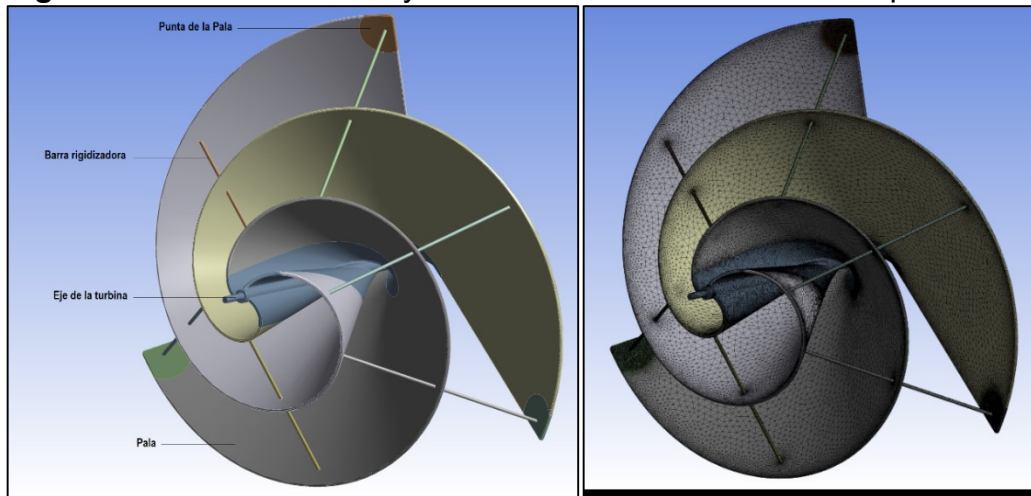 Punta de la Pala
Barra rigidizadora
Eje de la turbina
Pala